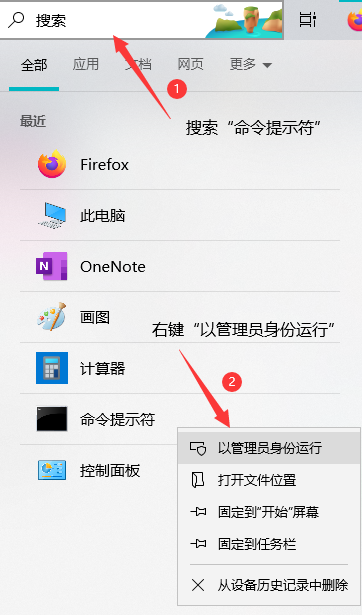 搜索
全部 应用 文档 网页 更多
1
搜索“命令提示符”
最近
Firefox
此电脑
N OneNote
画图
右键“以管理员身份运行”
计算器
2
命令提示符
以管理员身份运行
控制面板
打开文件位置
固定到“开始”屏幕
固定到任务栏
从设备历史记录中删除